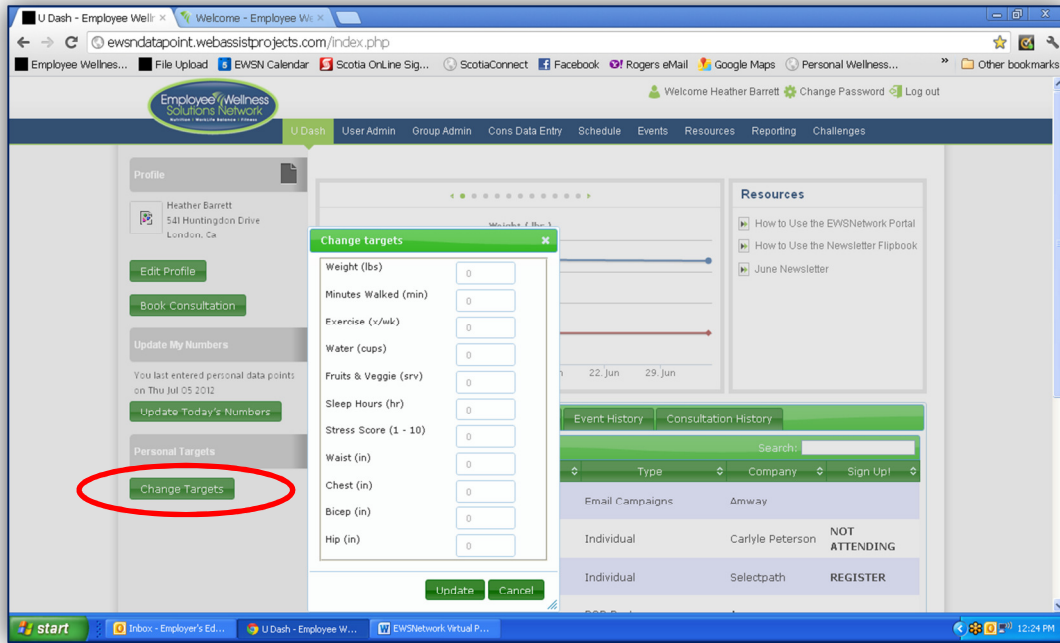 U Dash - Employee Wellr
Welcome - Employee We
ewsndatapoint.webassistprojects.com/index.php
Employee Wellnes... File Upload EWSN Calendar Scotia OnLine Sig... ScotiaConnect Facebook Rogers eMail Google Maps Personal Wellness... » Other bookmarks
Employee Wellness
Solutions Network
Nutrition | WorkLife Balance | Fitness
Welcome Heather Barrett Change Password Log out
U Dash User Admin Group Admin Cons Data Entry Schedule Events Resources Reporting Challenges
Profile
Heather Barrett
541 Huntingdon Drive
London, Ca
Edit Profile
Book Consultation
Update My Numbers
You last entered personal data points
on Thu Jul 05 2012
Update Today's Numbers
Personal Targets
Change Targets
Weight ( lbs )
22. Jun 29. Jun
Change targets x
Weight (lbs) 0
Minutes Walked (min) 0
Exercise (x/wk) 0
Water (cups) 0
Fruits & Veggie (srv) 0
Sleep Hours (hr) 0
Stress Score (1 - 10) 0
Waist (in) 0
Chest (in) 0
Bicep (in) 0
Hip (in) 0
Update Cancel
Resources
How to Use the EWSNetwork Portal
How to Use the Newsletter Flipbook
June Newsletter
Event History Consultation History
Search:
Type Company Sign Up!
Email Campaigns Amway
Individual Carlyle Peterson NOT
ATTENDING
Individual Selectpath REGISTER
start Inbox - Employer's Ed... U Dash - Employee W... EWSNetwork Virtual P... 12:24 PM